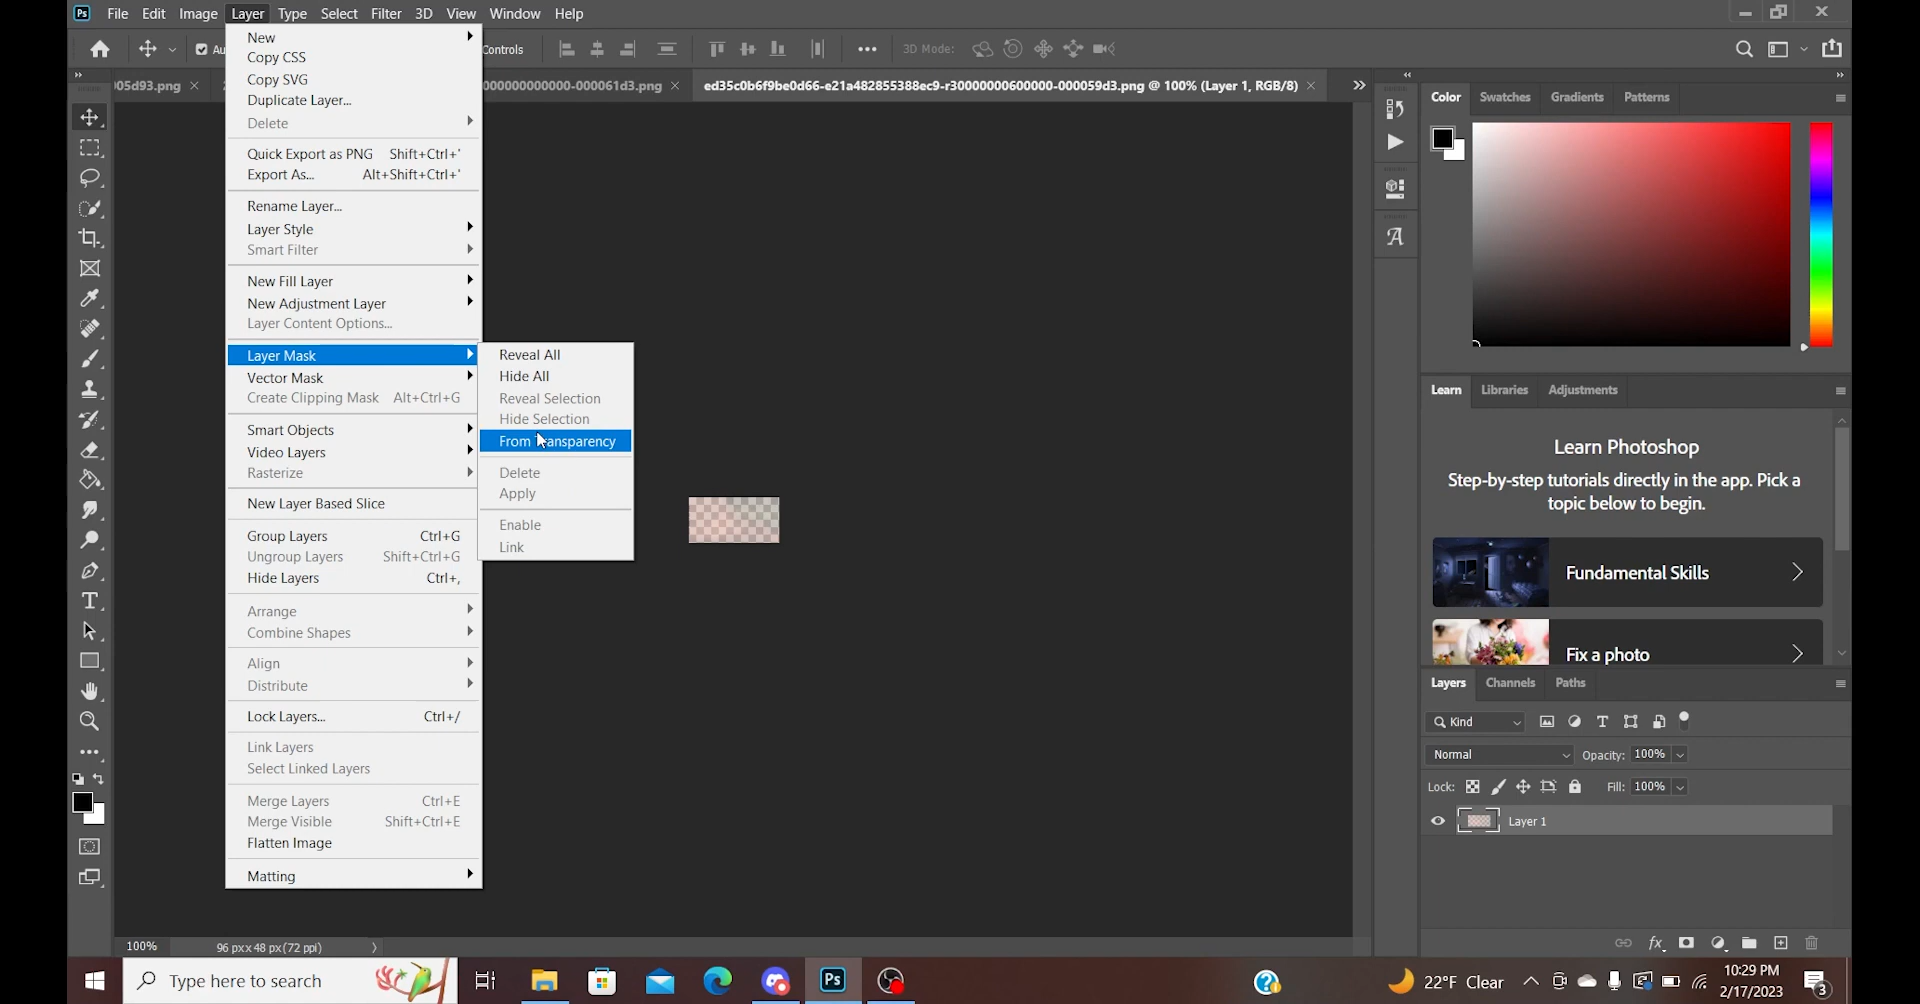 Ps File Edit Image Layer Type Select Filter 3D View Window Help
Controls
3D Mode:
05d93.png
000000000000-000061d3.png
ed35c0b6f9be0d66-e21a482855388ec9-r30000000600000-000059d3.png @ 100% (Layer 1, RGB/8)
New
Copy CSS
Copy SVG
Duplicate Layer...
Delete
Quick Export as PNG Shift+Ctrl+'
Export As... Alt+Shift+Ctrl+'
Rename Layer...
Layer Style
Smart Filter
New Fill Layer
New Adjustment Layer
Layer Content Options...
Layer Mask
Vector Mask
Create Clipping Mask Alt+Ctrl+G
Smart Objects
Video Layers
Rasterize
New Layer Based Slice
Group Layers Ctrl+G
Ungroup Layers Shift+Ctrl+G
Hide Layers Ctrl+,
Arrange
Combine Shapes
Align
Distribute
Lock Layers... Ctrl+/
Link Layers
Select Linked Layers
Merge Layers Ctrl+E
Merge Visible Shift+Ctrl+E
Flatten Image
Matting
Reveal All
Hide All
Reveal Selection
Hide Selection
From Transparency
Delete
Apply
Enable
Link
Color Swatches Gradients Patterns
Learn Libraries Adjustments
Learn Photoshop
Step-by-step tutorials directly in the app. Pick a
topic below to begin.
Fundamental Skills
Fix a photo
Layers Channels Paths
Kind
Normal Opacity: 100%
Lock: Fill: 100%
Layer 1
100% 96 px x 48 px (72 ppi)
Type here to search
Ps
22°F Clear
10:29 PM
2/17/2023
3